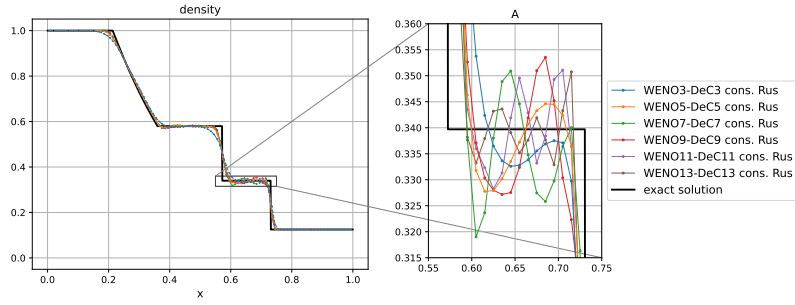 density
1.0
0.8
0.6
0.4
0.2
0.0
0.0
0.2
0.4
0.6
0.8
1.0
x
A
0.360
0.355
0.350
0.345
0.340
0.335
0.330
0.325
0.320
0.315
0.55
0.60
0.65
0.70
0.75
WENO3-DeC3 cons. Rus
WENO5-DeC5 cons. Rus
WENO7-DeC7 cons. Rus
WENO9-DeC9 cons. Rus
WENO11-DeC11 cons. Rus
WENO13-DeC13 cons. Rus
exact solution